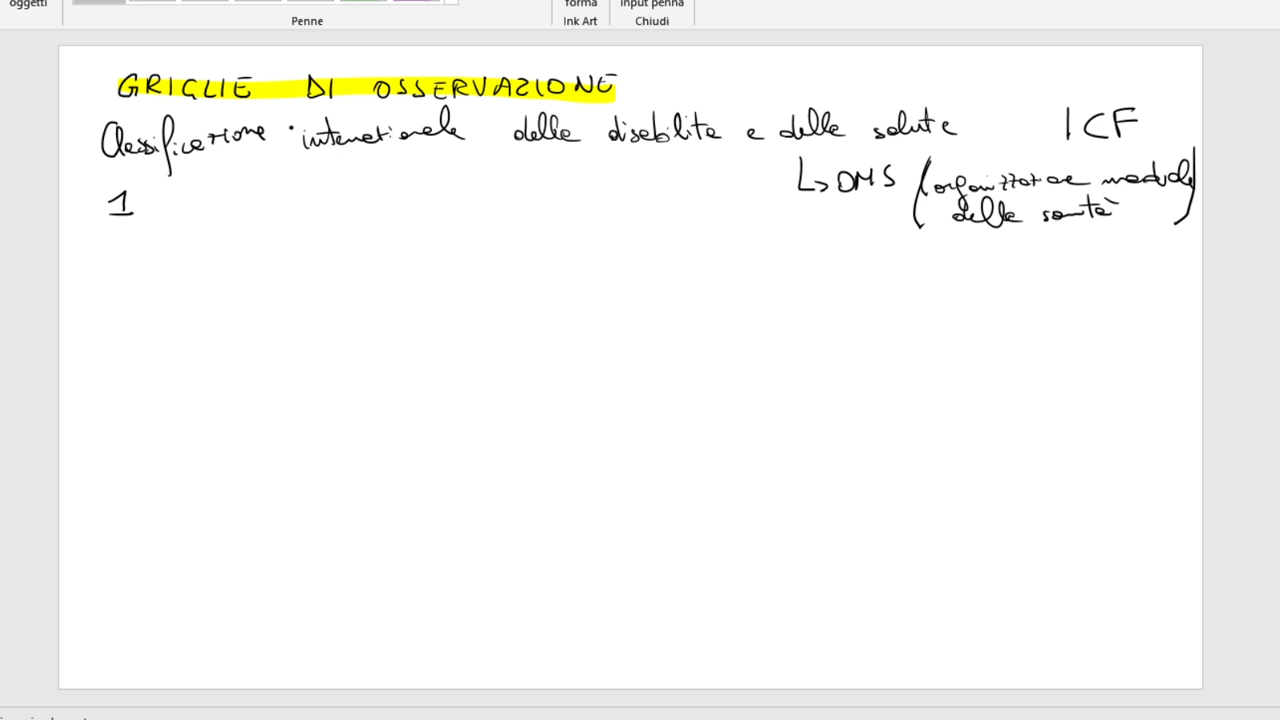 oggetti
forma
input penna
Penne
Ink Art
Chiudi
GRIGLIE DI OSSERVAZIONE
Classificazione internazionale delle disabilità e della salute ICF
↳ OMS (organizzazione mondiale
della sanità)
1